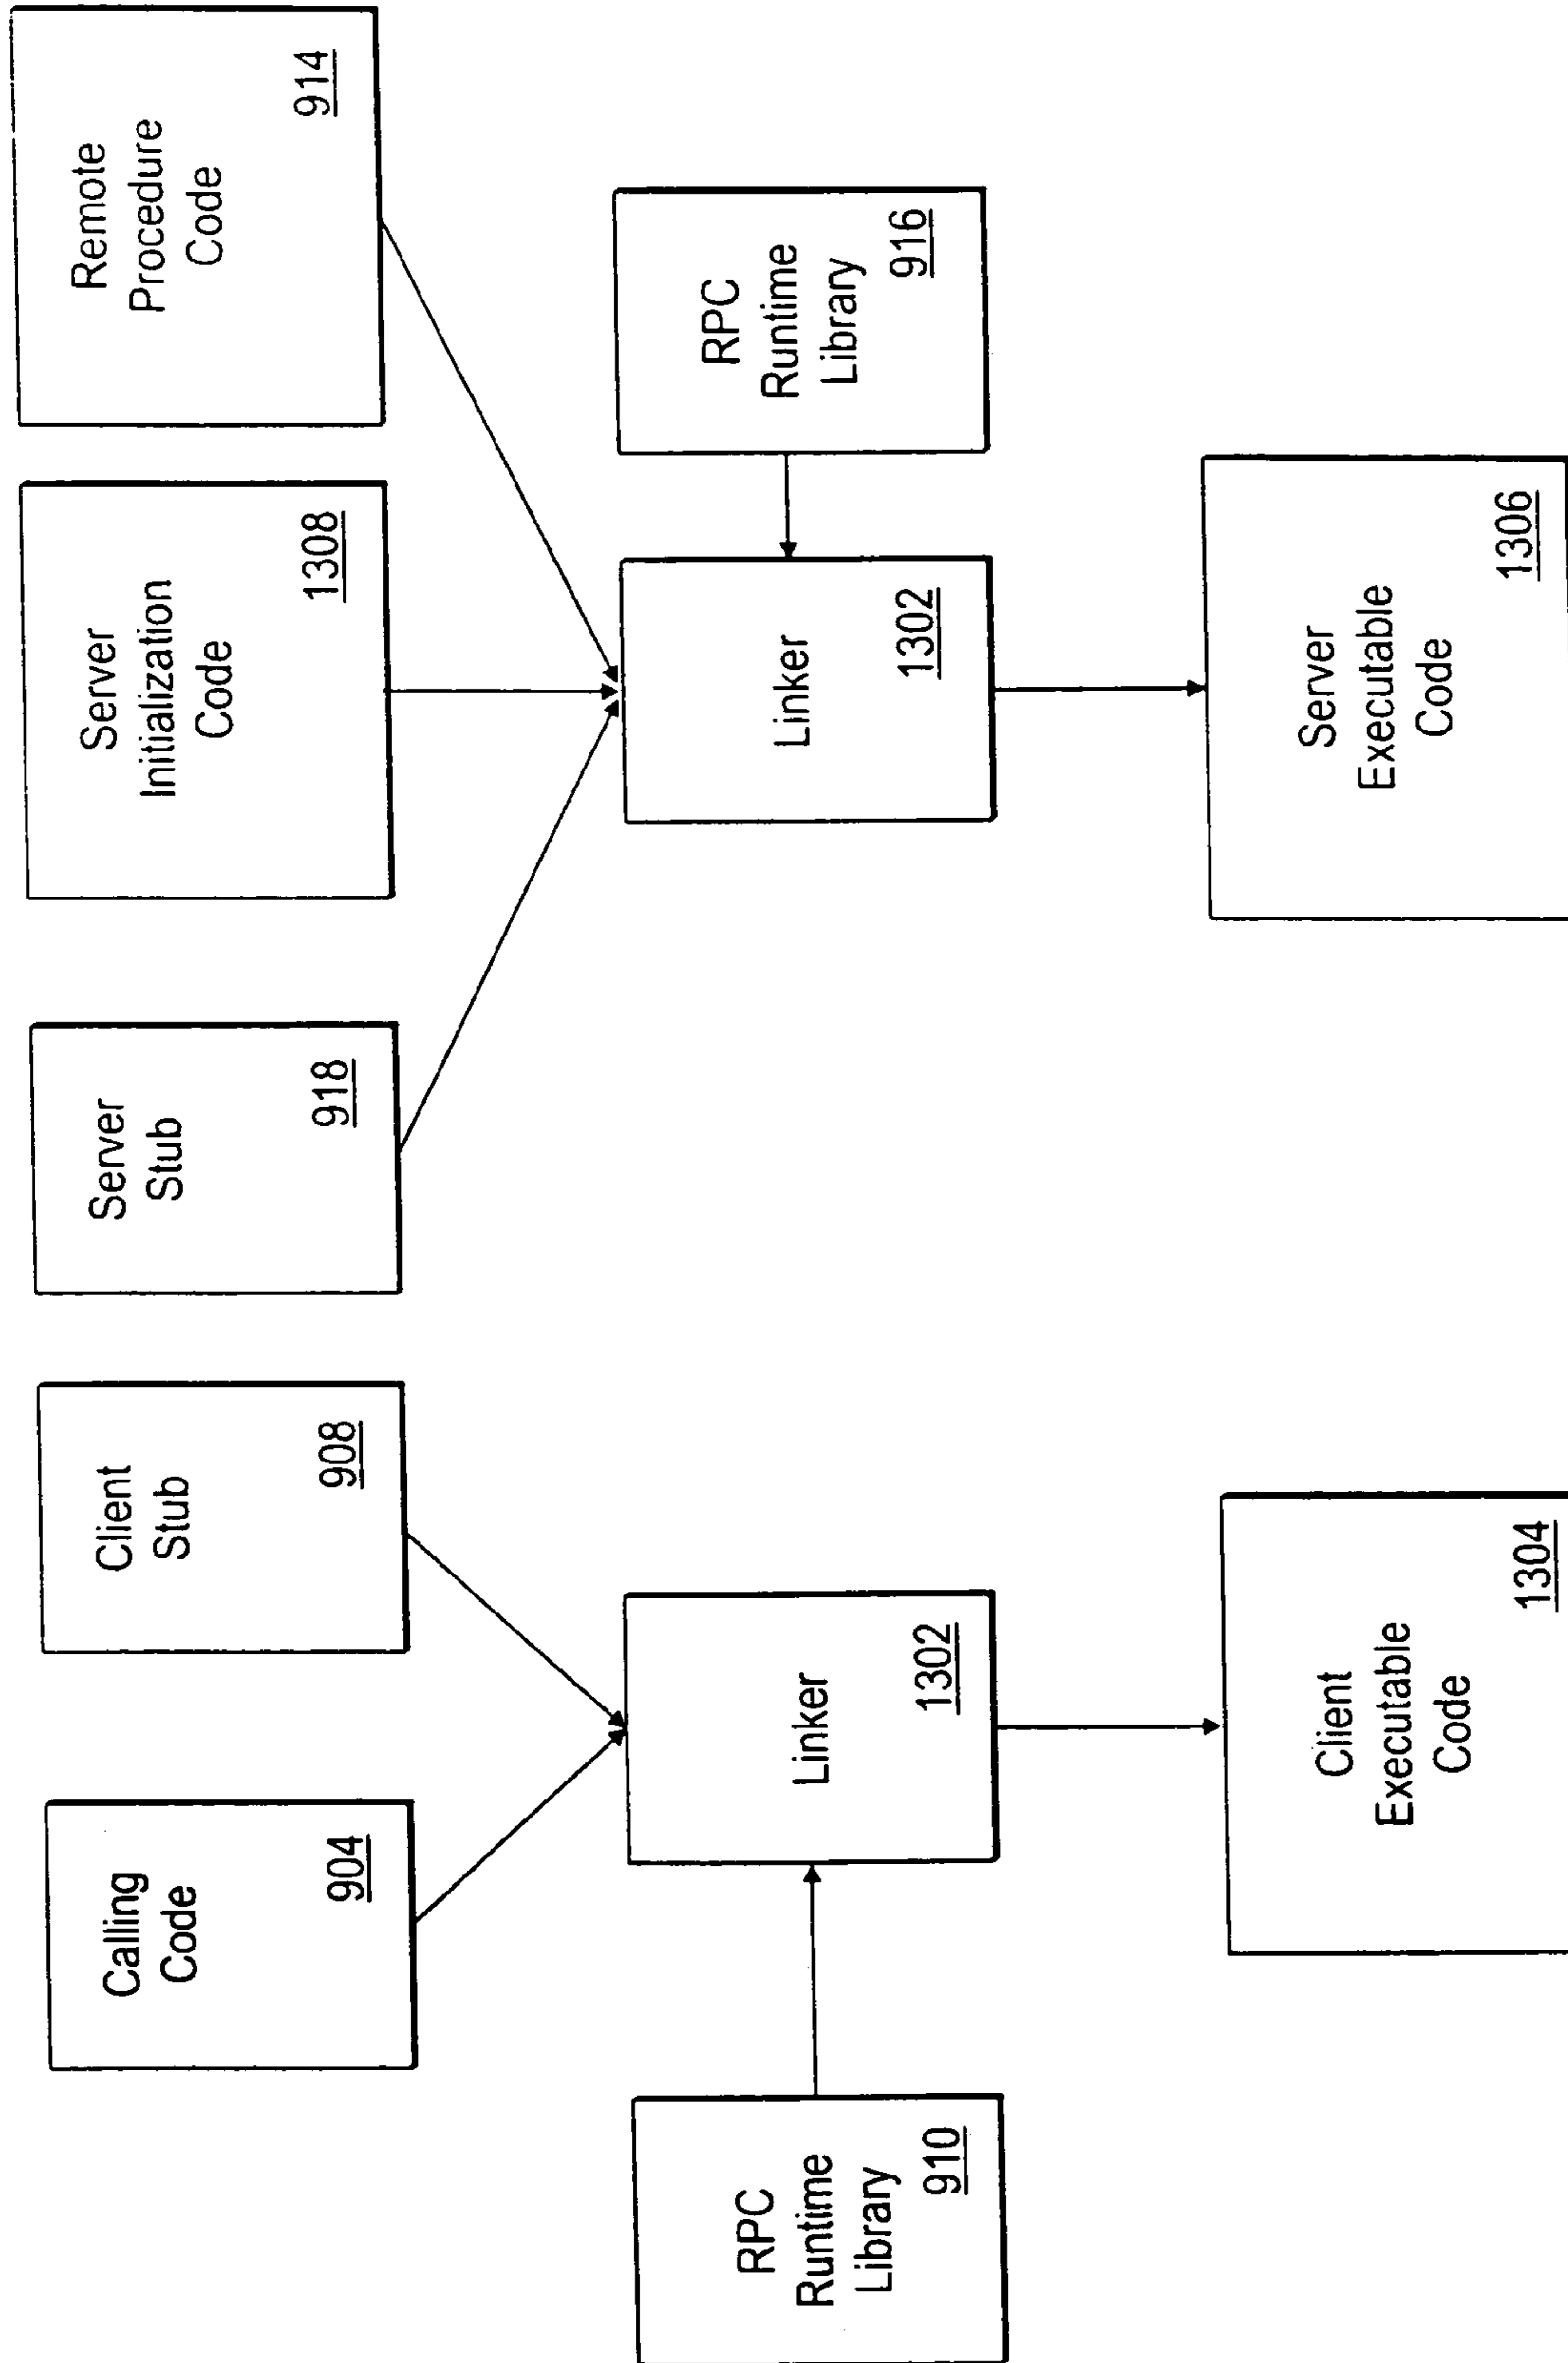 Calling
Code
904
Client
Stub
908
Server
Stub
918
Server
Initialization
Code
1308
Remote
Procedure
Code
914
RPC
Runtime
Library
910
Linker
1302
Linker
1302
RPC
Runtime
Library
916
Client
Executable
Code
1304
Server
Executable
Code
1306